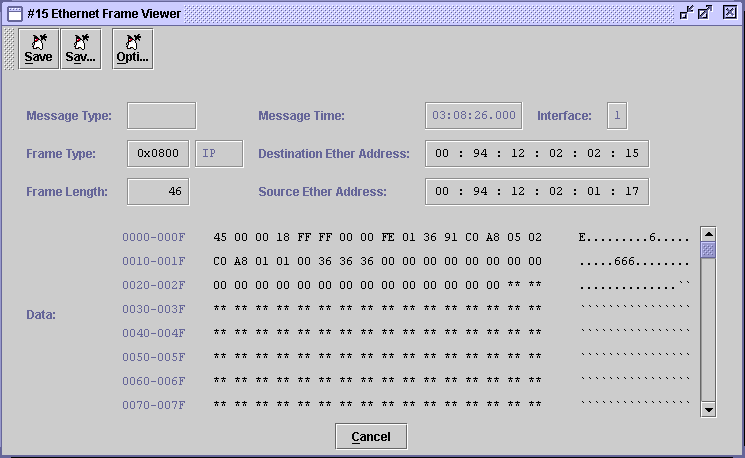 #15 Ethernet Frame Viewer
Save Sav... Opti...
Message Type: Message Time: 03:08:26.000 Interface: 1
Frame Type: 0x0800 IP Destination Ether Address: 00 : 94 : 12 : 02 : 02 : 15
Frame Length: 46 Source Ether Address: 00 : 94 : 12 : 02 : 01 : 17
0000-000F 45 00 00 18 FF FF 00 00 FE 01 36 91 C0 A8 05 02 E.........6.....
0010-001F C0 A8 01 01 00 36 36 36 00 00 00 00 00 00 00 00 .....666........
0020-002F 00 00 00 00 00 00 00 00 00 00 00 00 00 00 ** ** ..............``
0030-003F ** ** ** ** ** ** ** ** ** ** ** ** ** ** ** ** ````````````````
Data:
0040-004F ** ** ** ** ** ** ** ** ** ** ** ** ** ** ** ** ````````````````
0050-005F ** ** ** ** ** ** ** ** ** ** ** ** ** ** ** ** ````````````````
0060-006F ** ** ** ** ** ** ** ** ** ** ** ** ** ** ** ** ````````````````
0070-007F ** ** ** ** ** ** ** ** ** ** ** ** ** ** ** ** ````````````````
Cancel